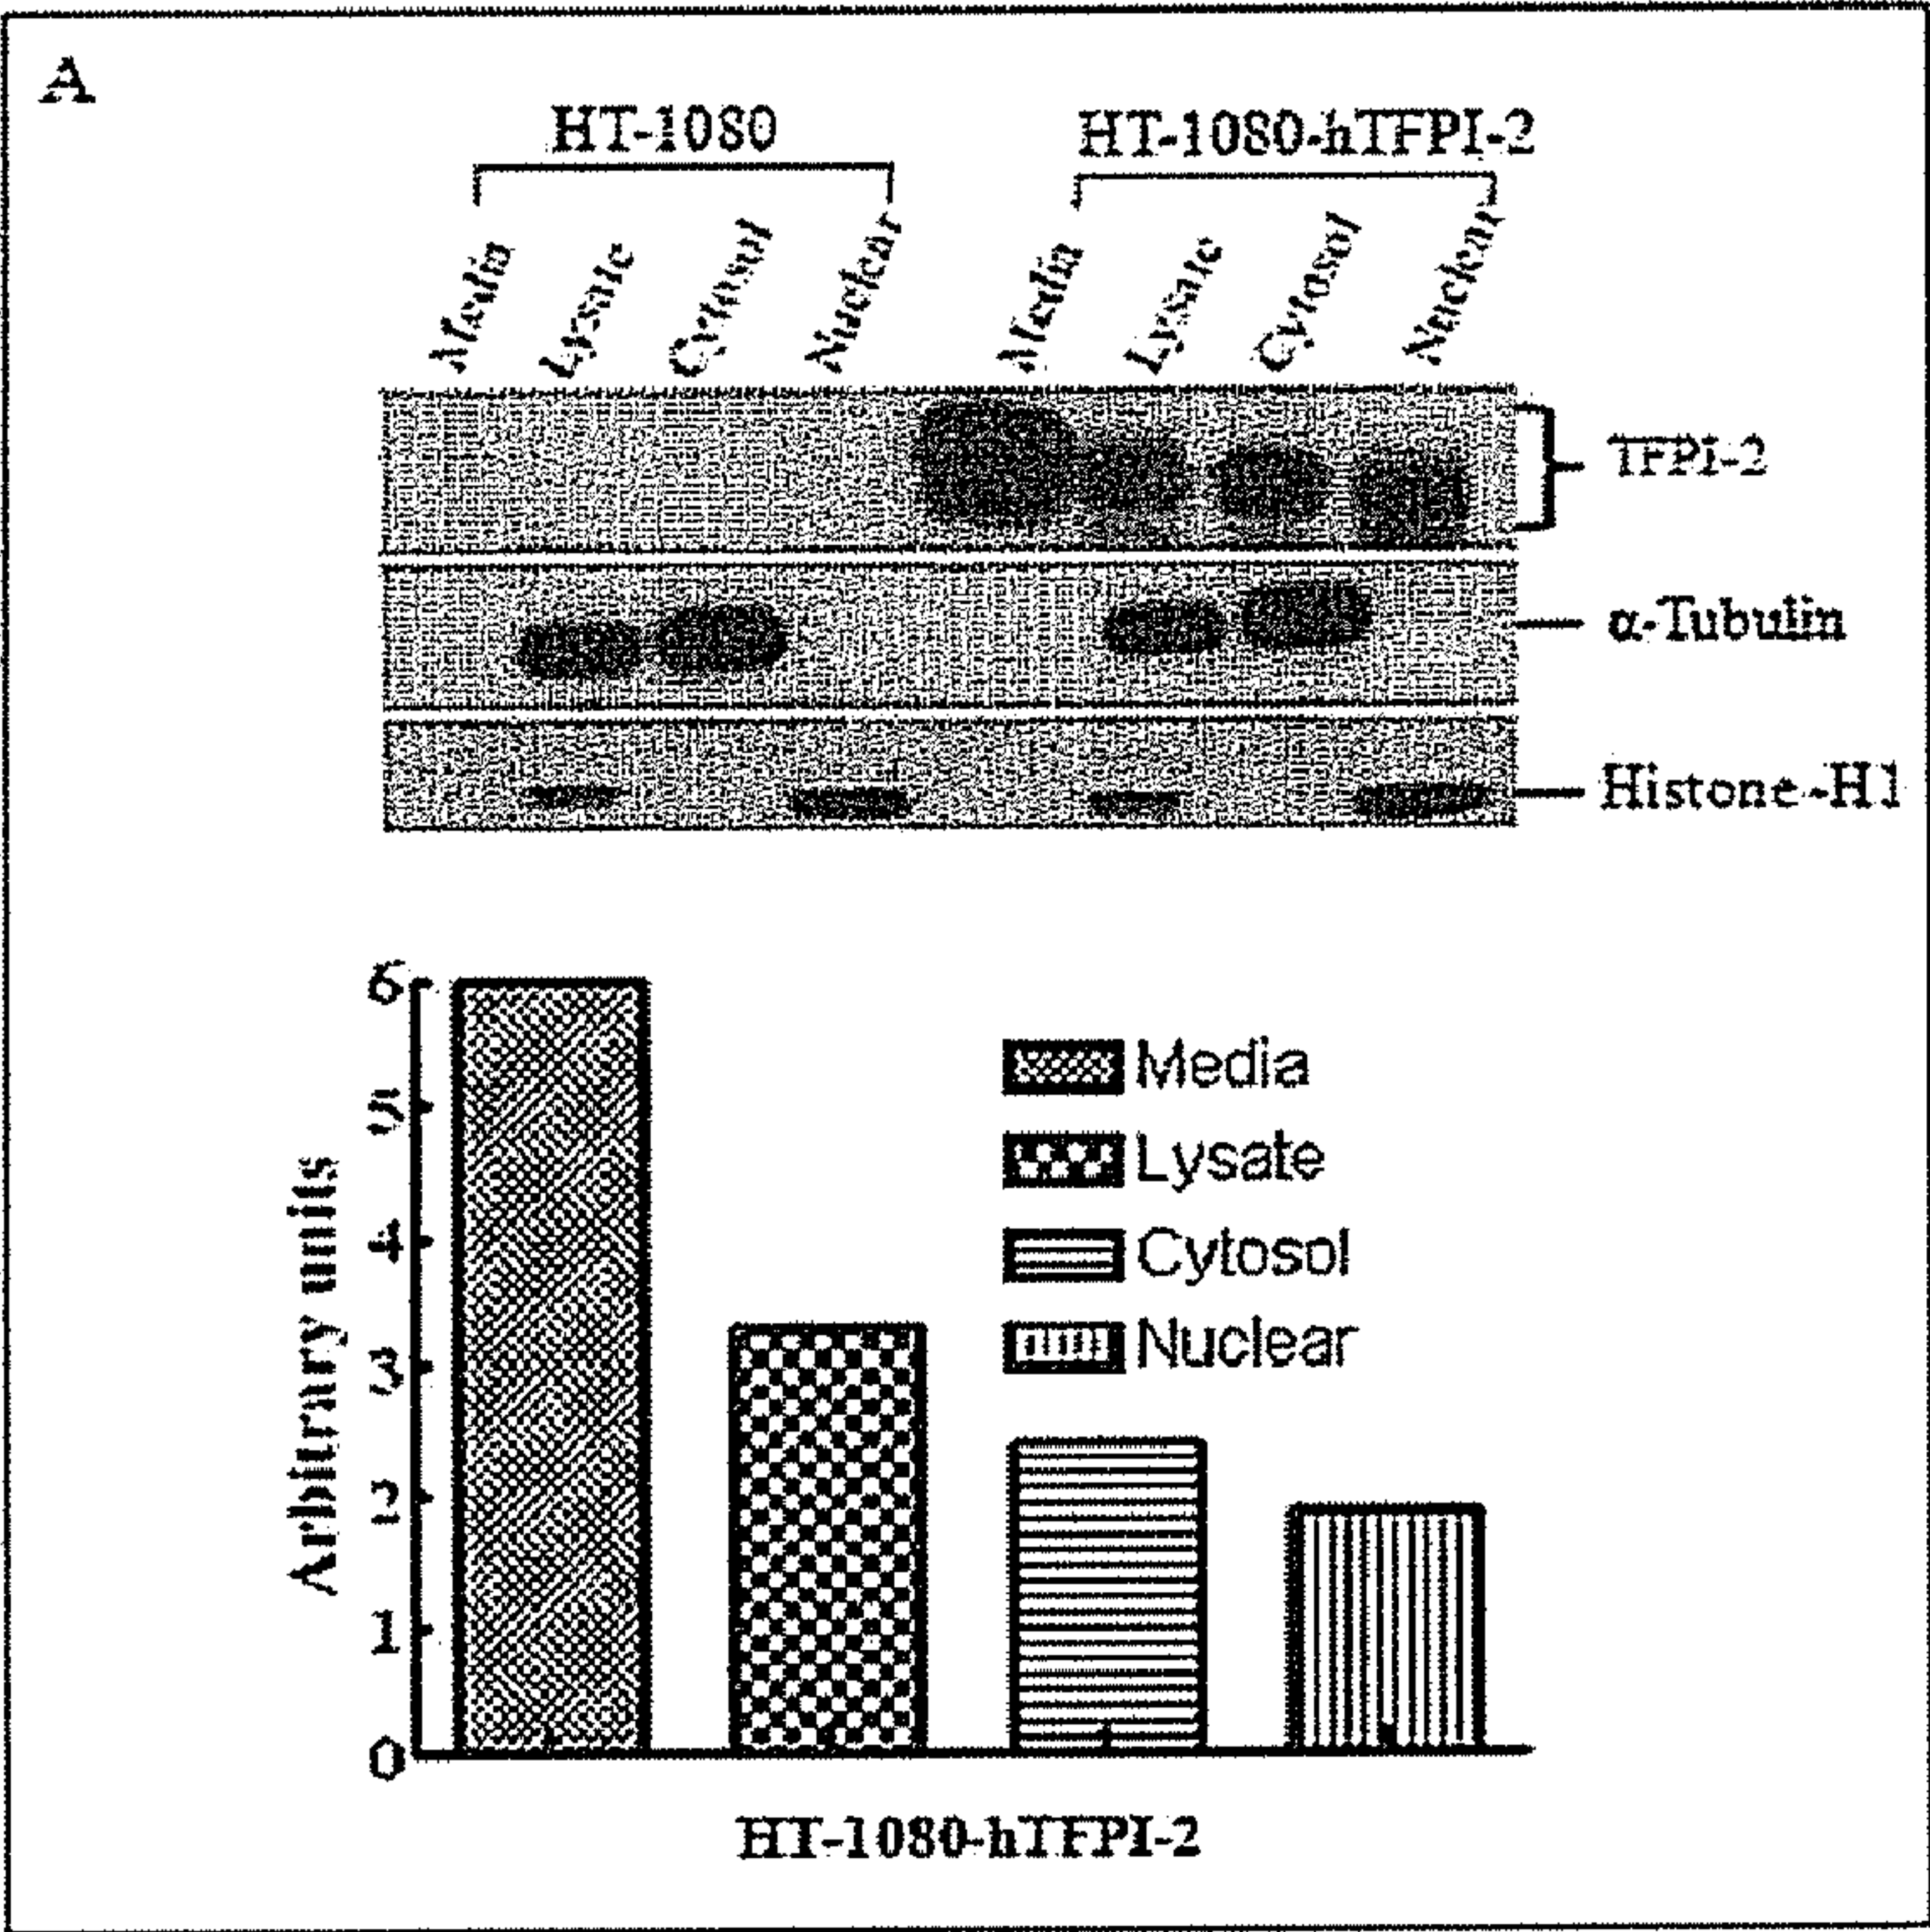 A
HT-1080 HT-1080-hTFPI-2
Media Lysate Cytosol Nuclear Media Lysate Cytosol Nuclear
TFPI-2
α-Tubulin
Histone-H1
6
5
4
3
2
1
0
Arbitrary units
Media
Lysate
Cytosol
Nuclear
HT-1080-hTFPI-2